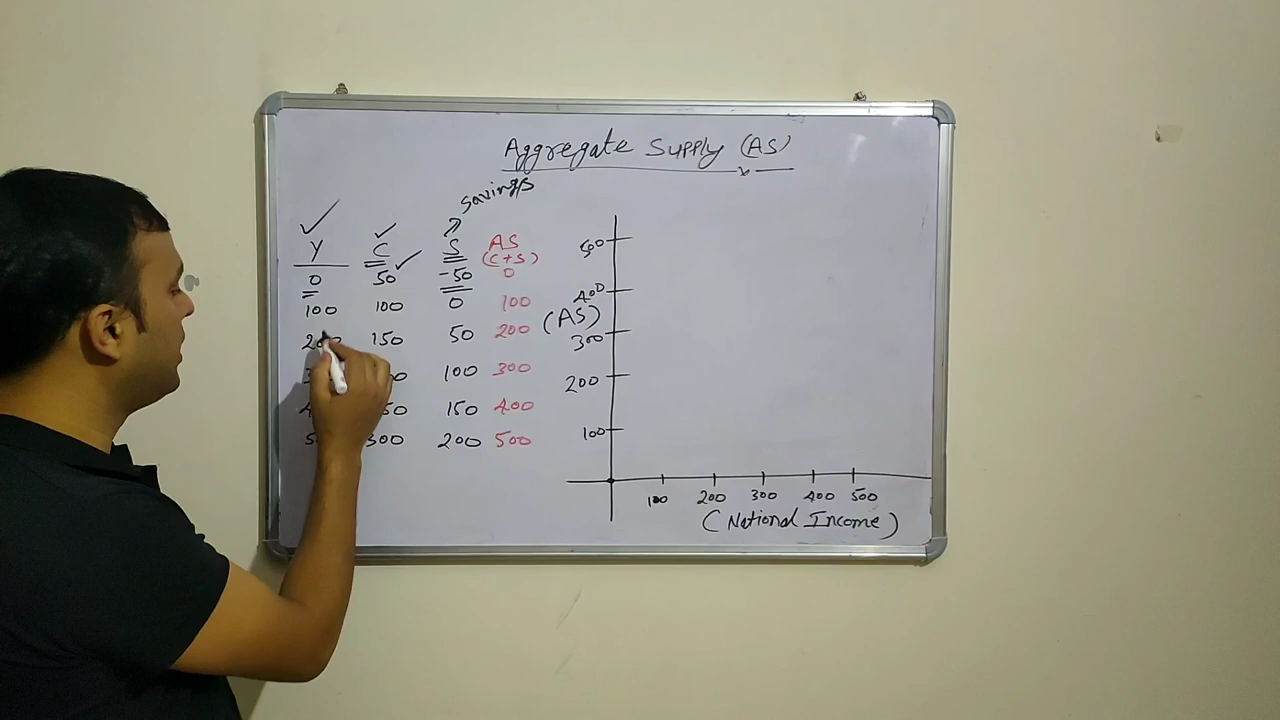 Aggregate Supply (AS)
savings
Y C S AS
(C+S)
0 50 -50 0
100 100 0 100
200 150 50 200
100 300
150 400
300 200 500
500
400
(AS)
300
200
100
100 200 300 400 500
(National Income)